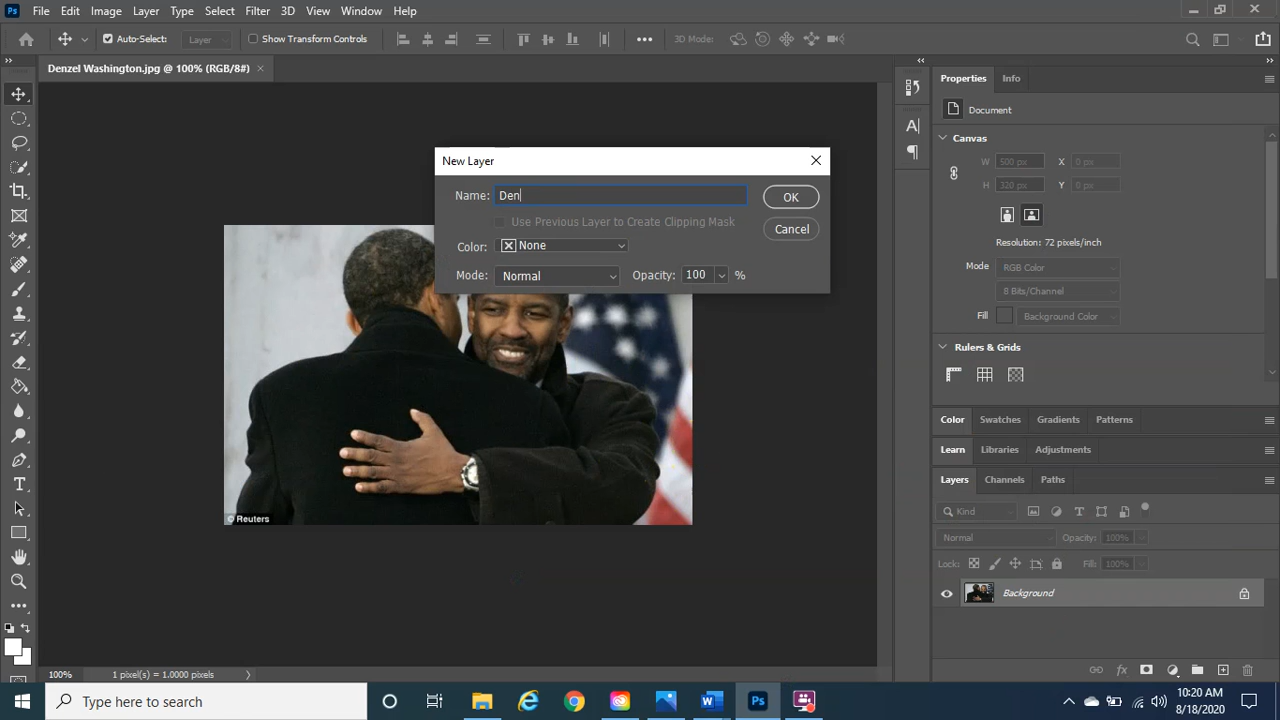 Ps File Edit Image Layer Type Select Filter 3D View Window Help
Auto-Select: Layer Show Transform Controls 3D Mode:
Denzel Washington.jpg @ 100% (RGB/8#)
Properties Info
Document
Canvas
W 500 px X 0 px
H 320 px Y 0 px
Resolution: 72 pixels/inch
Mode RGB Color
8 Bits/Channel
Fill Background Color
Rulers & Grids
New Layer
Name: Den
OK
Use Previous Layer to Create Clipping Mask
Cancel
Color: None
Mode: Normal Opacity: 100 %
© Reuters
Color Swatches Gradients Patterns
Learn Libraries Adjustments
Layers Channels Paths
Kind
Normal Opacity: 100%
Lock: Fill: 100%
Background
fx
100% 1 pixel(s) = 1.0000 pixels
Type here to search
Ps
10:20 AM
8/18/2020